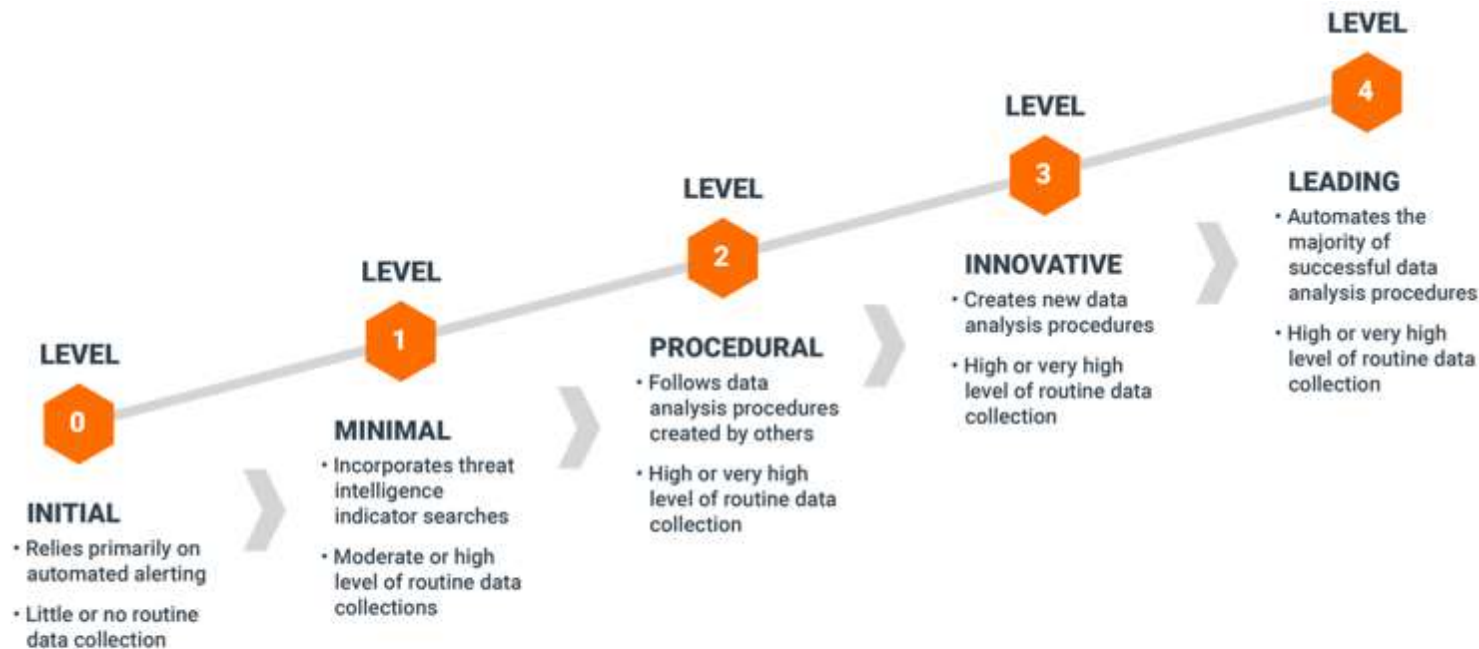 LEVEL
0
INITIAL
• Relies primarily on
automated alerting
• Little or no routine
data collection
LEVEL
1
MINIMAL
• Incorporates threat
intelligence
indicator searches
• Moderate or high
level of routine data
collections
LEVEL
2
PROCEDURAL
• Follows data
analysis procedures
created by others
• High or very high
level of routine data
collection
LEVEL
3
INNOVATIVE
• Creates new data
analysis procedures
• High or very high
level of routine data
collection
LEVEL
4
LEADING
• Automates the
majority of
successful data
analysis procedures
• High or very high
level of routine data
collection